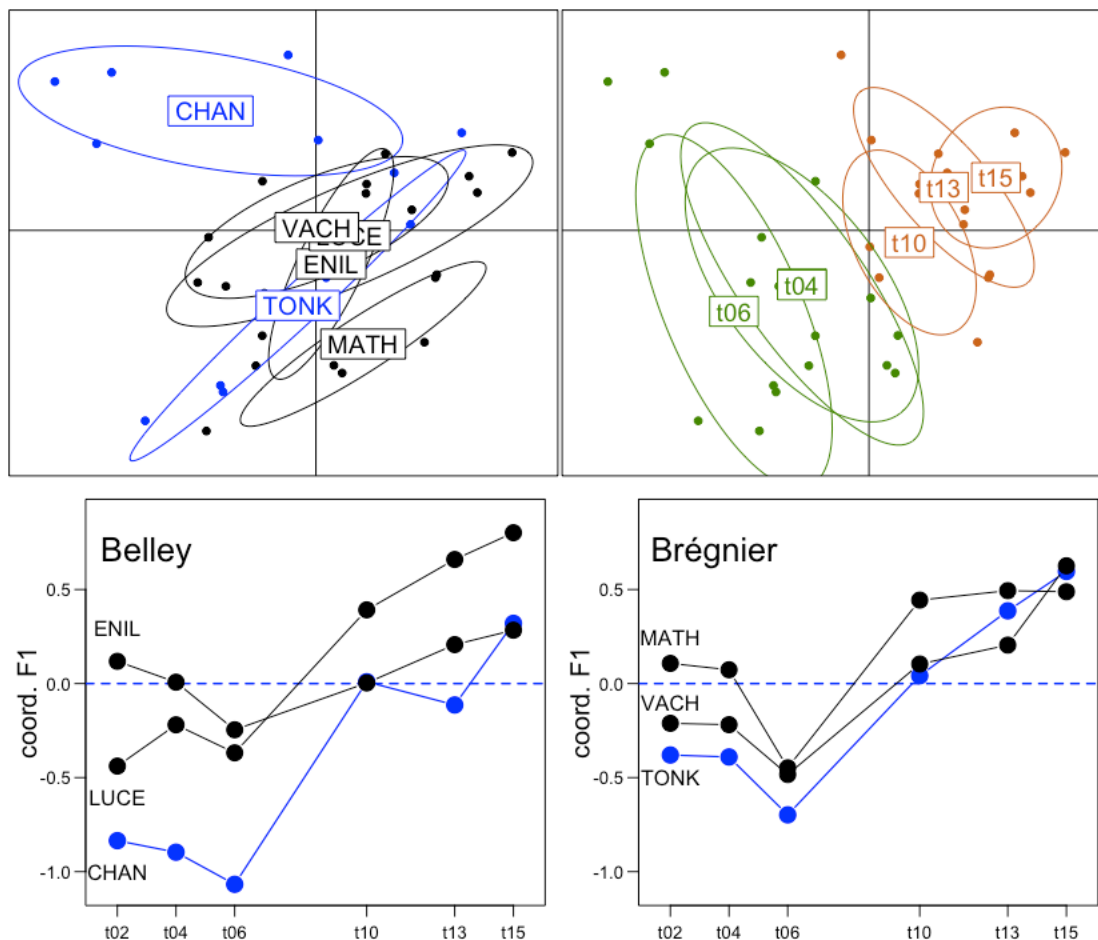 CHAN
VACH
LUCE
ENIL
TONK
MATH
t13
t15
t10
t04
t06
Belley
ENIL
LUCE
CHAN
coord. F1
0.5
0.0
-0.5
-1.0
t02 t04 t06 t10 t13 t15
Brégnier
MATH
VACH
TONK
coord. F1
0.5
0.0
-0.5
-1.0
t02 t04 t06 t10 t13 t15